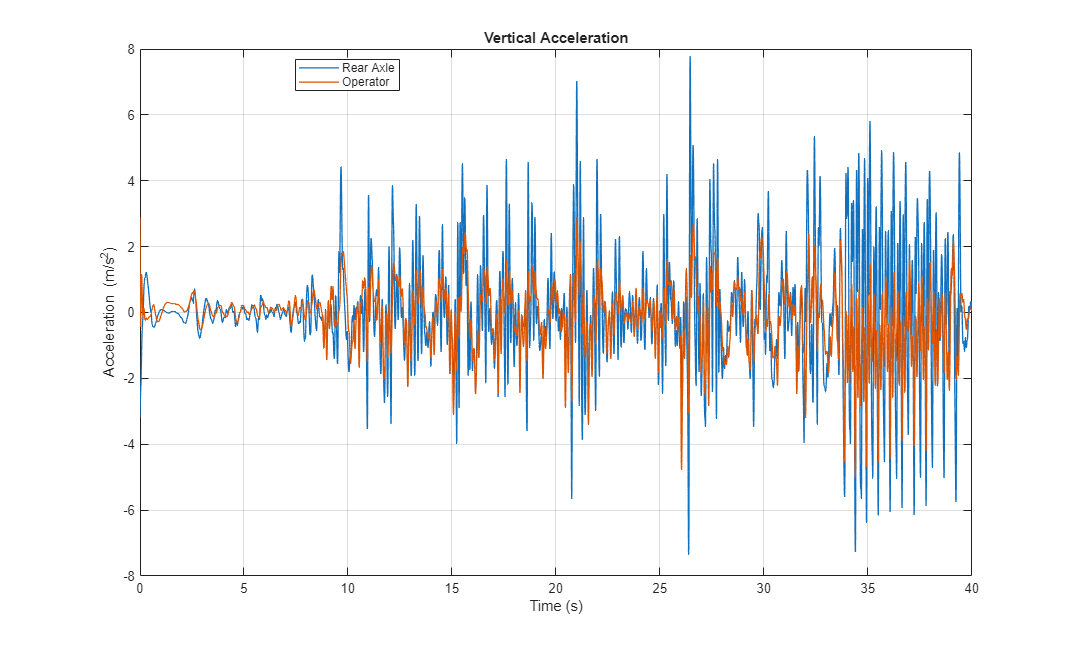 Vertical Acceleration
Rear Axle
Operator
Acceleration (m/s²)
8
6
4
2
0
-2
-4
-6
-8
0 5 10 15 20 25 30 35 40
Time (s)